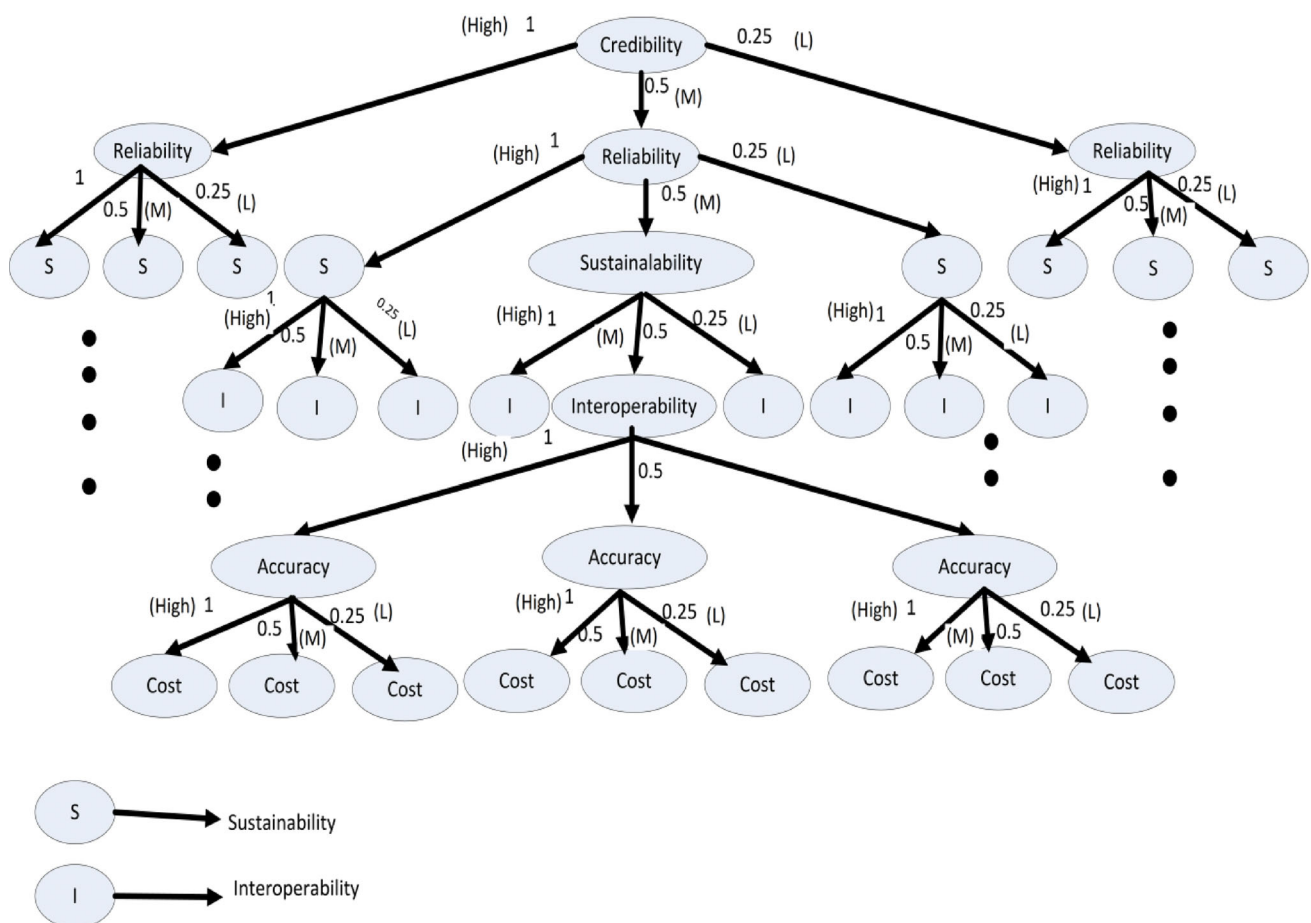 (High) 1
0.25 (L)
Credibility
0.5 (M)
Reliability
(High) 1
Reliability
0.25 (L)
Reliability
1
0.5 (M)
0.25 (L)
0.5 (M)
(High) 1
0.5 (M)
0.25 (L)
S
S
S
S
Sustainalability
S
S
S
S
(High) 1
0.5
(M)
0.25 (L)
(High) 1
(M)
0.5
0.25 (L)
(High) 1
0.5 (M)
0.25
(L)
I
I
I
I
Interoperability
I
I
I
I
(High) 1
0.5
Accuracy
Accuracy
Accuracy
(High) 1
0.5 (M)
0.25 (L)
(High) 1
0.5 (M)
0.25 (L)
(High) 1
(M) 0.5
0.25 (L)
Cost
Cost
Cost
Cost
Cost
Cost
Cost
Cost
Cost
S
Sustainability
I
Interoperability